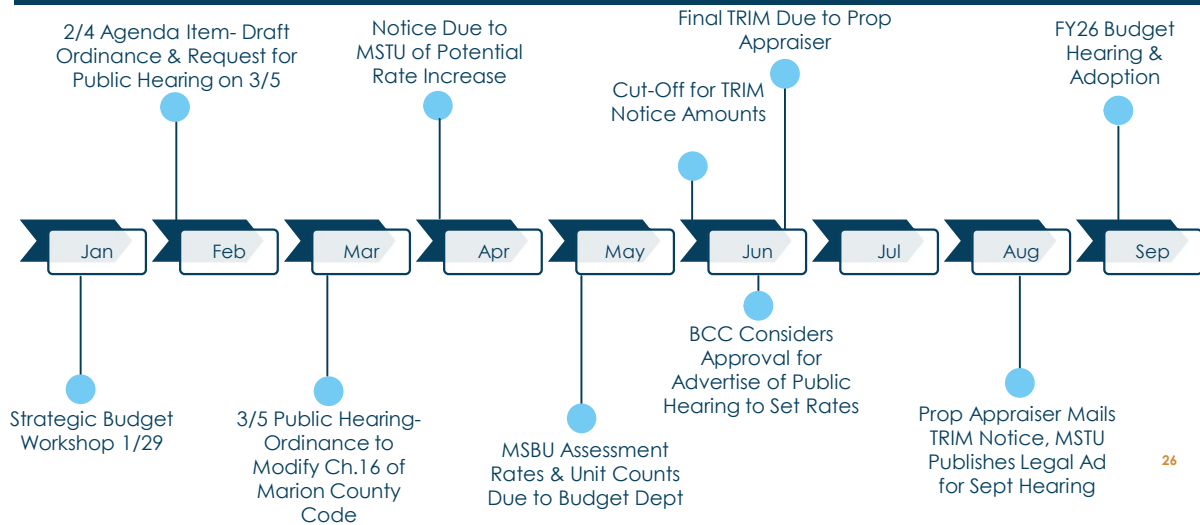 2/4 Agenda Item- Draft
Ordinance & Request for
Public Hearing on 3/5
Notice Due to
MSTU of Potential
Rate Increase
Cut-Off for TRIM
Notice Amounts
Final TRIM Due to Prop
Appraiser
FY26 Budget
Hearing &
Adoption
Jan
Feb
Mar
Apr
May
Jun
Jul
Aug
Sep
Strategic Budget
Workshop 1/29
3/5 Public Hearing-
Ordinance to
Modify Ch.16 of
Marion County
Code
MSBU Assessment
Rates & Unit Counts
Due to Budget Dept
BCC Considers
Approval for
Advertise of Public
Hearing to Set Rates
Prop Appraiser Mails
TRIM Notice, MSTU
Publishes Legal Ad
for Sept Hearing
26